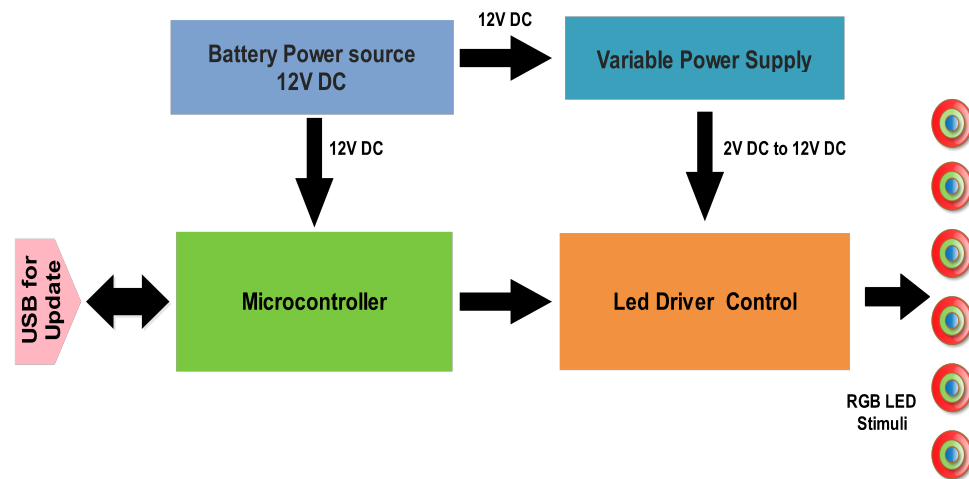 12V DC
Battery Power source
12V DC
Variable Power Supply
12V DC
2V DC to 12V DC
USB for
Update
Microcontroller
Led Driver Control
RGB LED
Stimuli